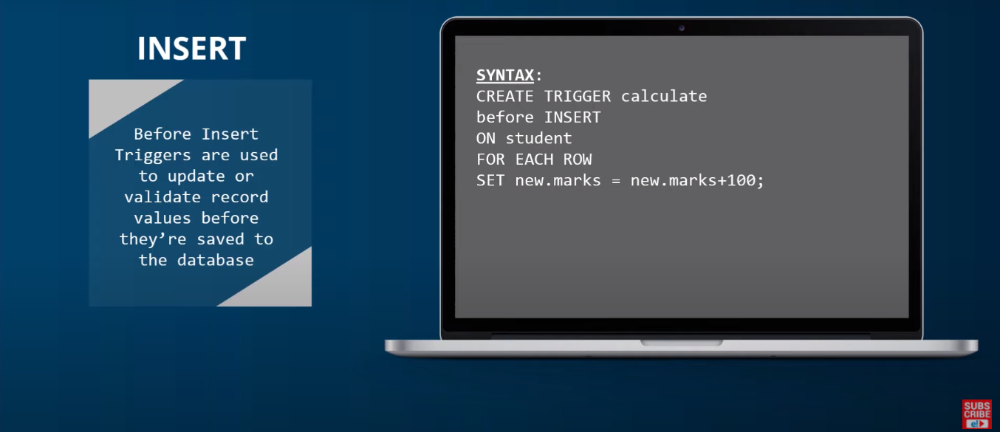 INSERT
Before Insert
Triggers are used
to update or
validate record
values before
they’re saved to
the database
SYNTAX:
CREATE TRIGGER calculate
before INSERT
ON student
FOR EACH ROW
SET new.marks = new.marks+100;
SUBS
CRIBE
e!